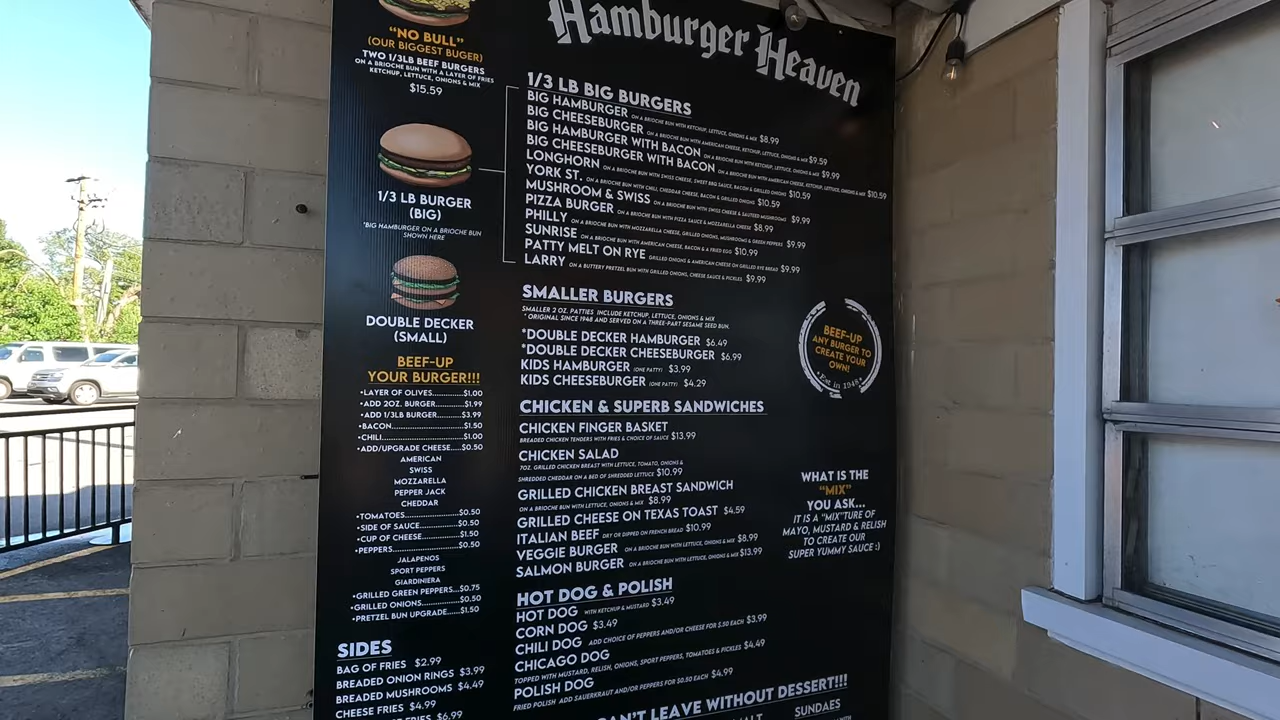 Hamburger Heaven
"NO BULL"
(OUR BIGGEST BUGER)
TWO 1/3LB BEEF BURGERS
ON A BRIOCHE BUN WITH A LAYER OF FRIES
KETCHUP, LETTUCE, ONIONS & MIX
$15.59
1/3 LB BURGER
(BIG)
*BIG HAMBURGER ON A BRIOCHE BUN
SHOWN HERE
DOUBLE DECKER
(SMALL)
BEEF-UP
YOUR BURGER!!!
•LAYER OF OLIVES............$1.00
•ADD 2OZ. BURGER..........$1.99
•ADD 1/3LB BURGER.........$3.99
•BACON.........................$1.50
•CHILI............................$1.00
•ADD/UPGRADE CHEESE...$0.50
AMERICAN
SWISS
MOZZARELLA
PEPPER JACK
CHEDDAR
•TOMATOES...................$0.50
•SIDE OF SAUCE..............$0.50
•CUP OF CHEESE.............$1.50
•PEPPERS......................$0.50
JALAPENOS
SPORT PEPPERS
GIARDINIERA
•GRILLED GREEN PEPPERS...$0.75
•GRILLED ONIONS..........$0.50
•PRETZEL BUN UPGRADE.....$1.50
SIDES
BAG OF FRIES $2.99
BREADED ONION RINGS $3.99
BREADED MUSHROOMS $4.49
CHEESE FRIES $4.99
FRIES $6.99
1/3 LB BIG BURGERS
BIG HAMBURGER ON A BRIOCHE BUN WITH KETCHUP, LETTUCE, ONIONS & MIX $8.99
BIG CHEESEBURGER ON A BRIOCHE BUN WITH AMERICAN CHEESE, KETCHUP, LETTUCE, ONIONS & MIX $9.59
BIG HAMBURGER WITH BACON ON A BRIOCHE BUN WITH KETCHUP, LETTUCE, ONIONS & MIX $9.99
BIG CHEESEBURGER WITH BACON ON A BRIOCHE BUN WITH AMERICAN CHEESE, KETCHUP, LETTUCE, ONIONS & MIX $10.59
LONGHORN ON A BRIOCHE BUN WITH SWISS CHEESE, SWEET BBQ SAUCE, BACON & GRILLED ONIONS $10.59
YORK ST. ON A BRIOCHE BUN WITH CHILI, CHEDDAR CHEESE, BACON & GRILLED ONIONS $10.59
MUSHROOM & SWISS ON A BRIOCHE BUN WITH SWISS CHEESE & SAUTEED MUSHROOMS $9.99
PIZZA BURGER ON A BRIOCHE BUN WITH PIZZA SAUCE & MOZZARELLA CHEESE $8.99
PHILLY ON A BRIOCHE BUN WITH MOZZARELLA CHEESE, GRILLED ONIONS, MUSHROOMS & GREEN PEPPERS $9.99
SUNRISE ON A BRIOCHE BUN WITH AMERICAN CHEESE, BACON & A FRIED EGG $10.99
PATTY MELT ON RYE GRILLED ONIONS & AMERICAN CHEESE ON GRILLED RYE BREAD $9.99
LARRY ON A BUTTERY PRETZEL BUN WITH GRILLED ONIONS, CHEESE SAUCE & PICKLES $9.99
SMALLER BURGERS
SMALLER 2 OZ. PATTIES INCLUDE KETCHUP, LETTUCE, ONIONS & MIX
* ORIGINAL SINCE 1948 AND SERVED ON A THREE-PART SESAME SEED BUN.
*DOUBLE DECKER HAMBURGER $6.49
*DOUBLE DECKER CHEESEBURGER $6.99
KIDS HAMBURGER (ONE PATTY) $3.99
KIDS CHEESEBURGER (ONE PATTY) $4.29
BEEF-UP
ANY BURGER TO
CREATE YOUR
OWN!
•Est in 1948•
CHICKEN & SUPERB SANDWICHES
CHICKEN FINGER BASKET
BREADED CHICKEN TENDERS WITH FRIES & CHOICE OF SAUCE $13.99
CHICKEN SALAD
7OZ. GRILLED CHICKEN BREAST WITH LETTUCE, TOMATO, ONIONS &
SHREDDED CHEDDAR ON A BED OF SHREDDED LETTUCE $10.99
GRILLED CHICKEN BREAST SANDWICH
ON A BRIOCHE BUN WITH LETTUCE, ONIONS & MIX $8.99
GRILLED CHEESE ON TEXAS TOAST $4.59
ITALIAN BEEF DRY OR DIPPED ON FRENCH BREAD $10.99
VEGGIE BURGER ON A BRIOCHE BUN WITH LETTUCE, ONIONS & MIX $8.99
SALMON BURGER ON A BRIOCHE BUN WITH LETTUCE, ONIONS & MIX $13.99
WHAT IS THE
"MIX"
YOU ASK...
IT IS A "MIX"TURE OF
MAYO, MUSTARD & RELISH
TO CREATE OUR
SUPER YUMMY SAUCE :)
HOT DOG & POLISH
HOT DOG WITH KETCHUP & MUSTARD $3.49
CORN DOG $3.49
CHILI DOG ADD CHOICE OF PEPPERS AND/OR CHEESE FOR $.50 EACH $3.99
CHICAGO DOG
TOPPED WITH MUSTARD, RELISH, ONIONS, SPORT PEPPERS, TOMATOES & PICKLES $4.49
POLISH DOG
FRIED POLISH ADD SAUERKRAUT AND/OR PEPPERS FOR $0.50 EACH $4.99
CAN'T LEAVE WITHOUT DESSERT!!!
SUNDAES